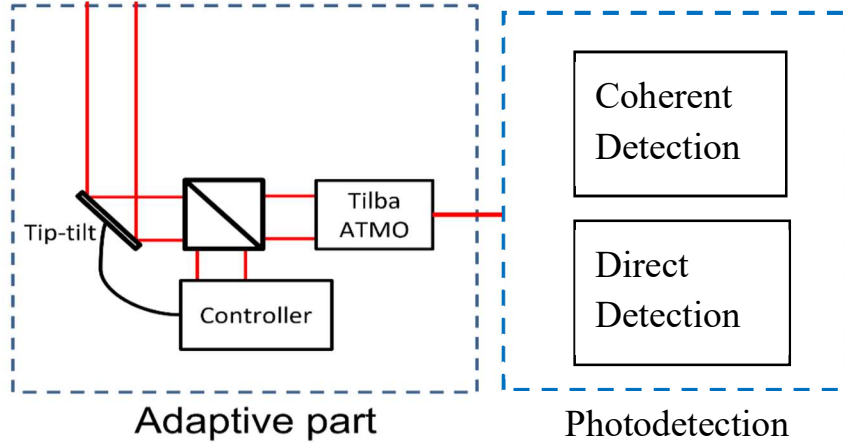 Tip-tilt
Tilba
ATMO
Controller
Adaptive part
Coherent
Detection
Direct
Detection
Photodetection